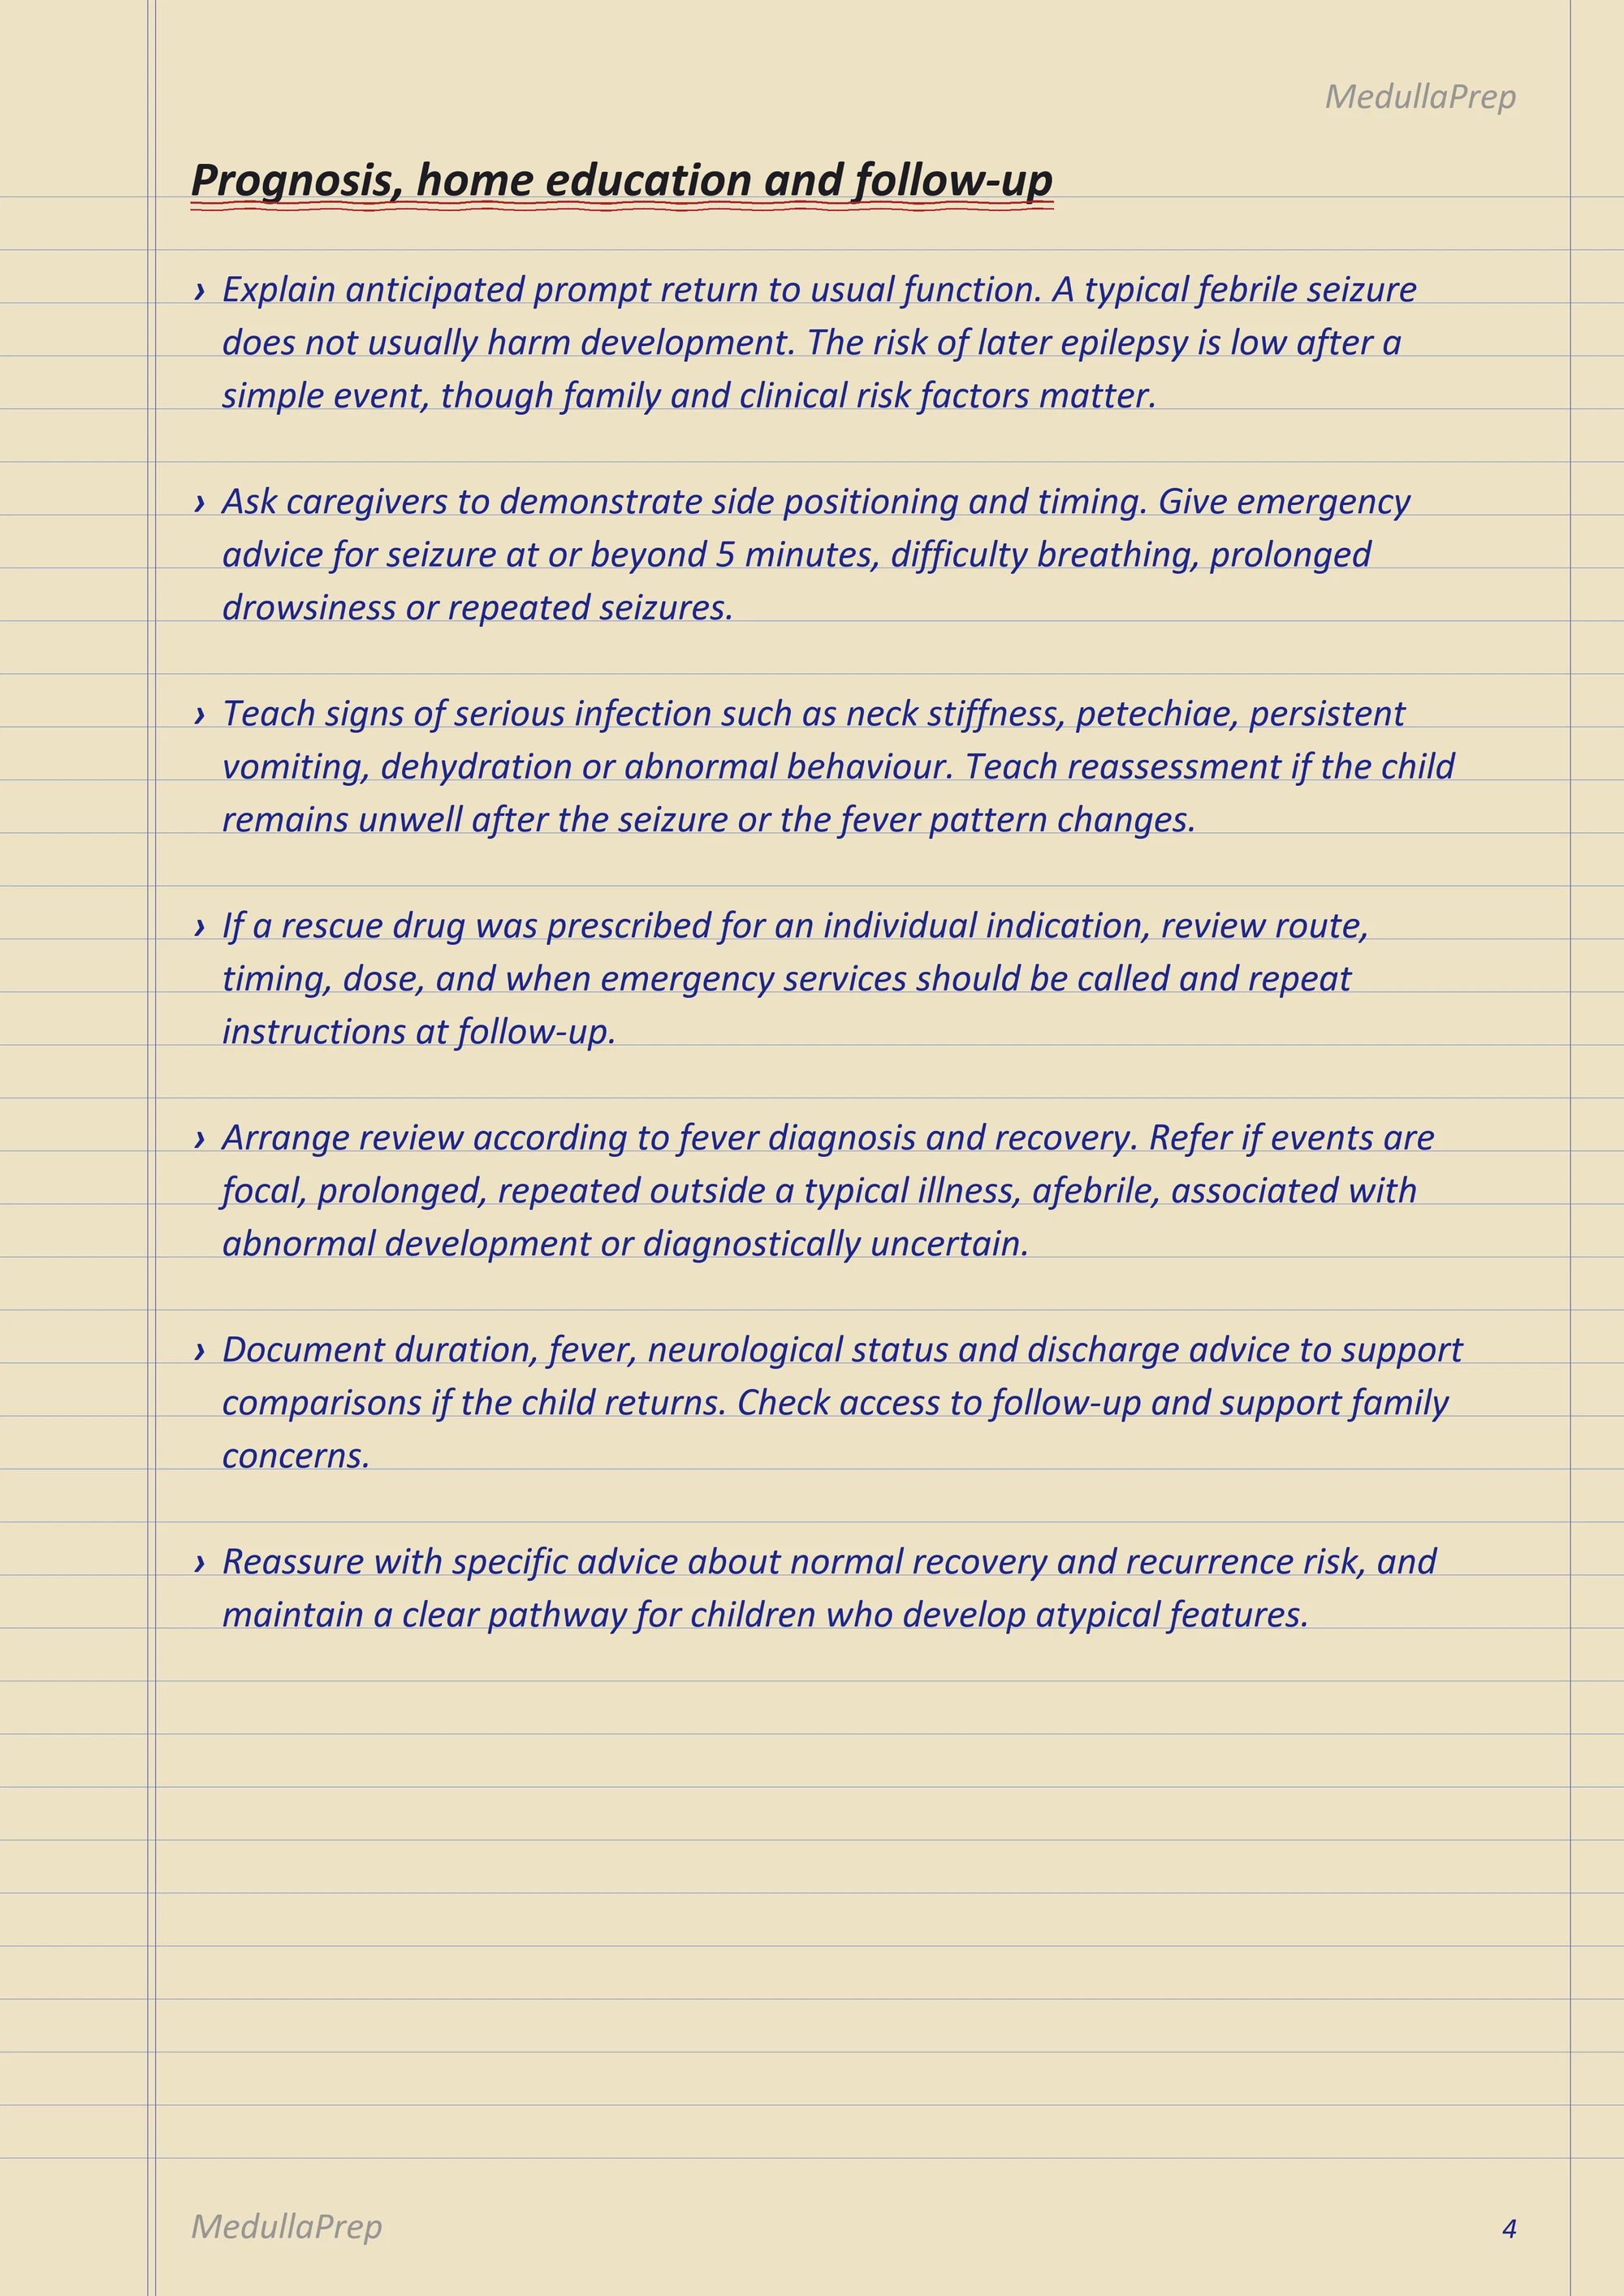 MedullaPrep
Prognosis, home education and follow-up
› Explain anticipated prompt return to usual function. A typical febrile seizure
does not usually harm development. The risk of later epilepsy is low after a
simple event, though family and clinical risk factors matter.
› Ask caregivers to demonstrate side positioning and timing. Give emergency
advice for seizure at or beyond 5 minutes, difficulty breathing, prolonged
drowsiness or repeated seizures.
› Teach signs of serious infection such as neck stiffness, petechiae, persistent
vomiting, dehydration or abnormal behaviour. Teach reassessment if the child
remains unwell after the seizure or the fever pattern changes.
› If a rescue drug was prescribed for an individual indication, review route,
timing, dose, and when emergency services should be called and repeat
instructions at follow-up.
› Arrange review according to fever diagnosis and recovery. Refer if events are
focal, prolonged, repeated outside a typical illness, afebrile, associated with
abnormal development or diagnostically uncertain.
› Document duration, fever, neurological status and discharge advice to support
comparisons if the child returns. Check access to follow-up and support family
concerns.
› Reassure with specific advice about normal recovery and recurrence risk, and
maintain a clear pathway for children who develop atypical features.
MedullaPrep
4